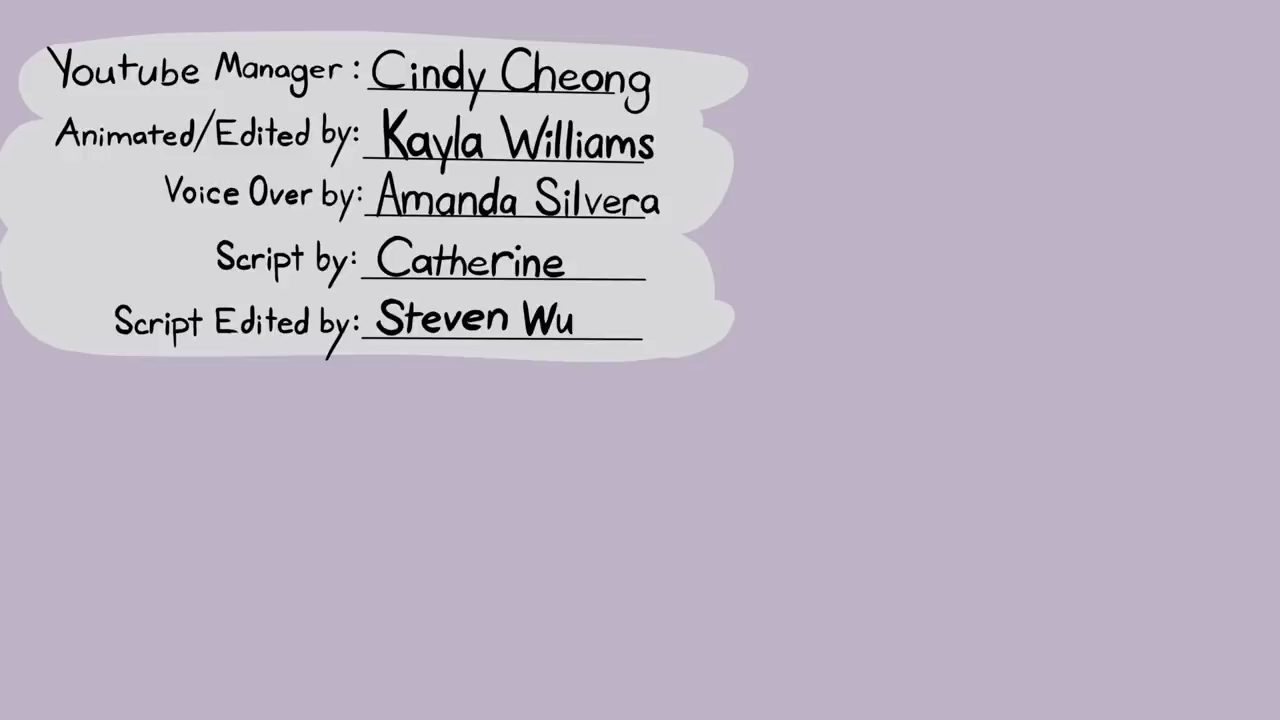 Youtube Manager: Cindy Cheong
Animated/Edited by: Kayla Williams
Voice Over by: Amanda Silvera
Script by: Catherine
Script Edited by: Steven Wu